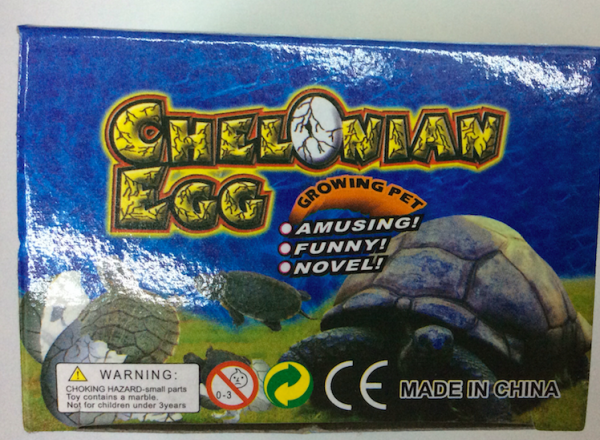 CHELONIAN
EGG
GROWING PET
AMUSING!
FUNNY!
NOVEL!
WARNING:
CHOKING HAZARD-small parts
Toy contains a marble.
Not for children under 3years
0-3
CE
MADE IN CHINA